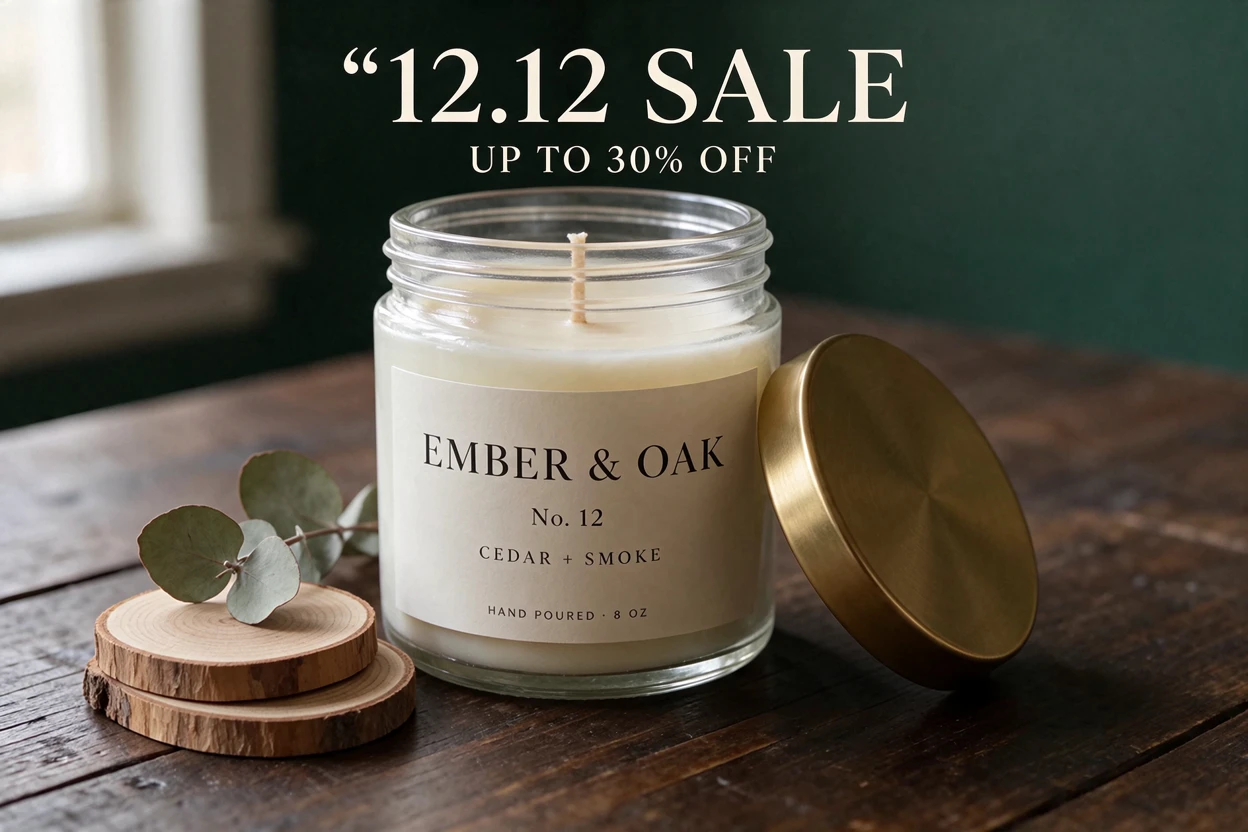 “12.12 SALE
UP TO 30% OFF
EMBER & OAK
No. 12
CEDAR + SMOKE
HAND POURED · 8 OZ